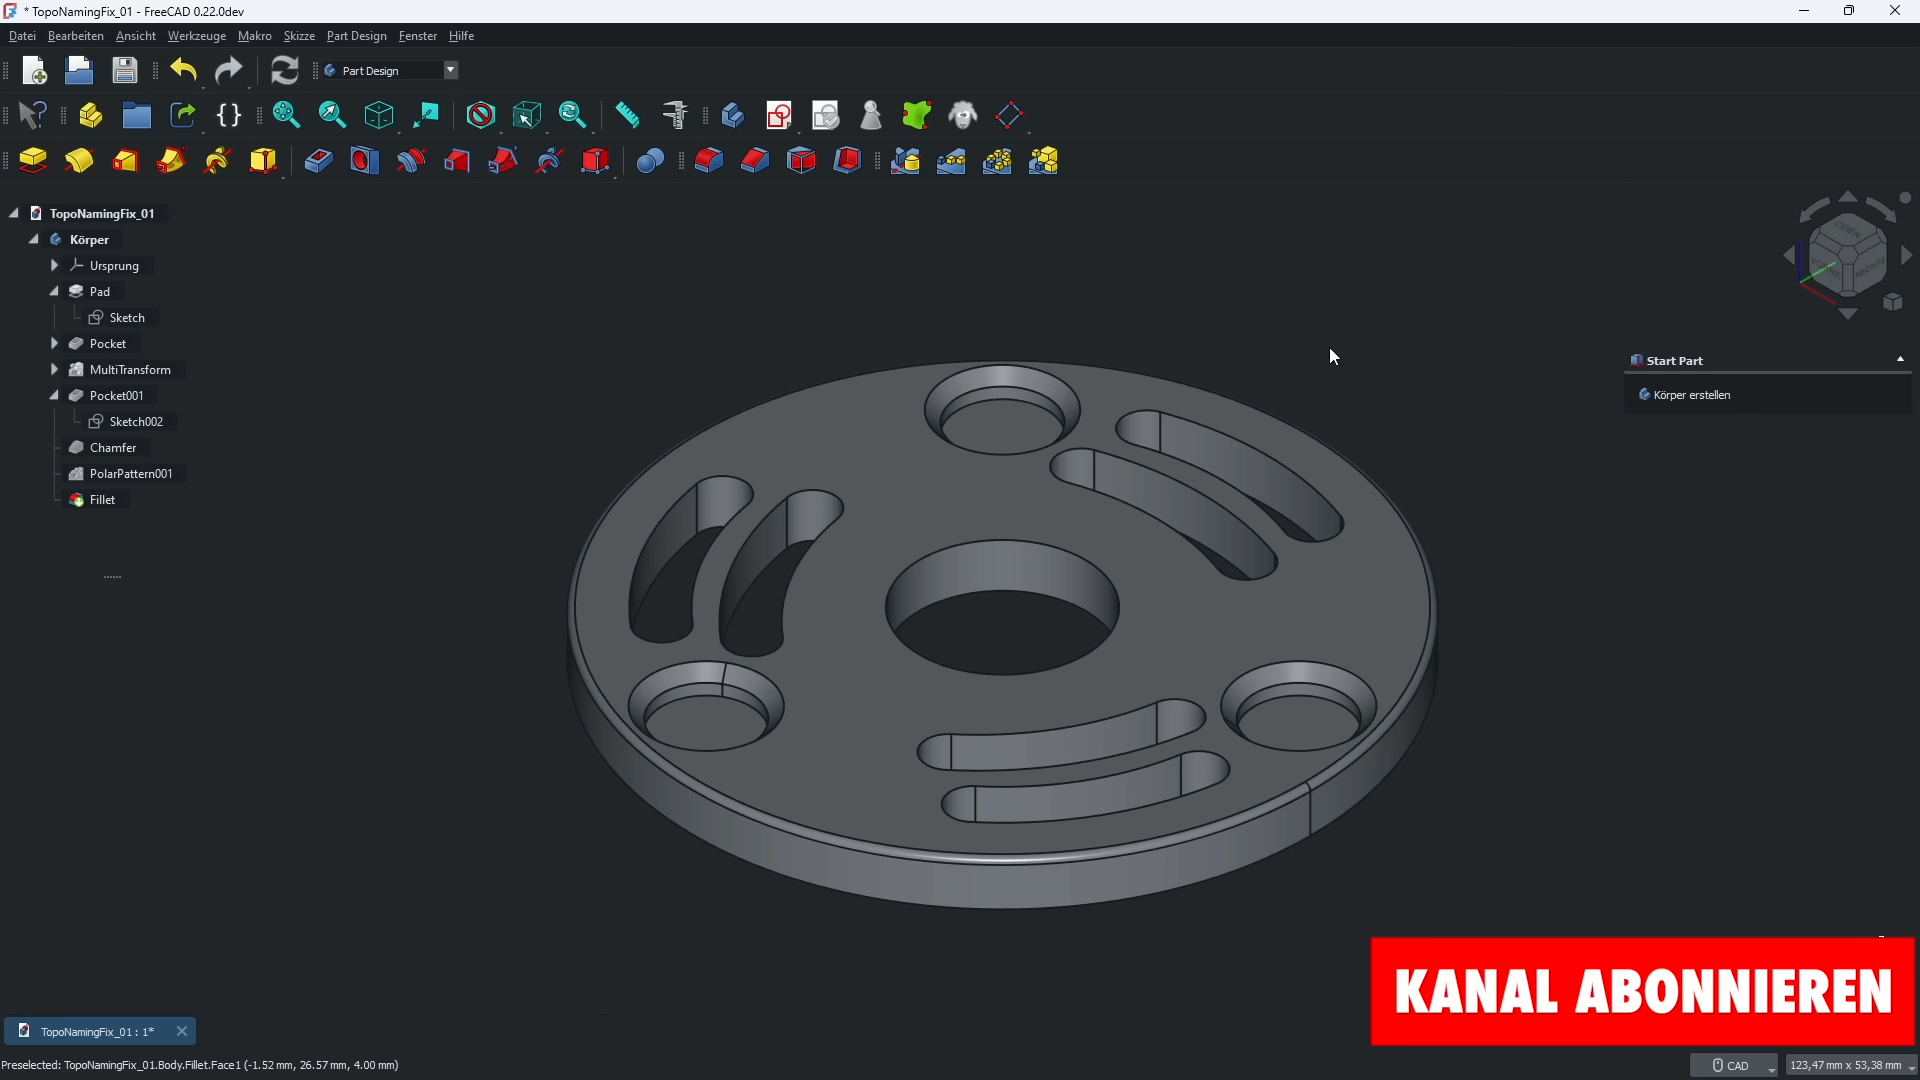 * TopoNamingFix_01 - FreeCAD 0.22.0dev
Datei Bearbeiten Ansicht Werkzeuge Makro Skizze Part Design Fenster Hilfe
Part Design
TopoNamingFix_01
Körper
Ursprung
Pad
Sketch
Pocket
MultiTransform
Pocket001
Sketch002
Chamfer
PolarPattern001
Fillet
OBEN
VORNE
RECHTS
Start Part
Körper erstellen
KANAL ABONNIEREN
TopoNamingFix_01 : 1*
Preselected: TopoNamingFix_01.Body.Fillet.Face1 (-1.52 mm, 26.57 mm, 4.00 mm)
CAD
123,47 mm x 53,38 mm